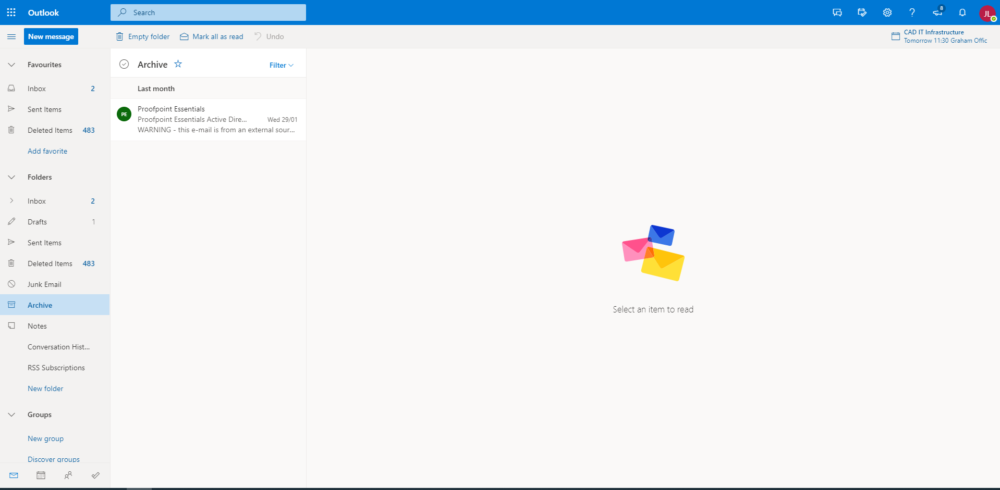 Outlook
Search
8
JL
New message
Empty folder
Mark all as read
Undo
CAD IT Infrastructure
Tomorrow 11:30 Graham Offic
Favourites
Inbox 2
Sent Items
Deleted Items 483
Add favorite
Folders
Inbox 2
Drafts 1
Sent Items
Deleted Items 483
Junk Email
Archive
Notes
Conversation Hist...
RSS Subscriptions
New folder
Groups
New group
Discover groups
Archive
Filter
Last month
PE
Proofpoint Essentials
Proofpoint Essentials Active Dire... Wed 29/01
WARNING - this e-mail is from an external sour...
Select an item to read